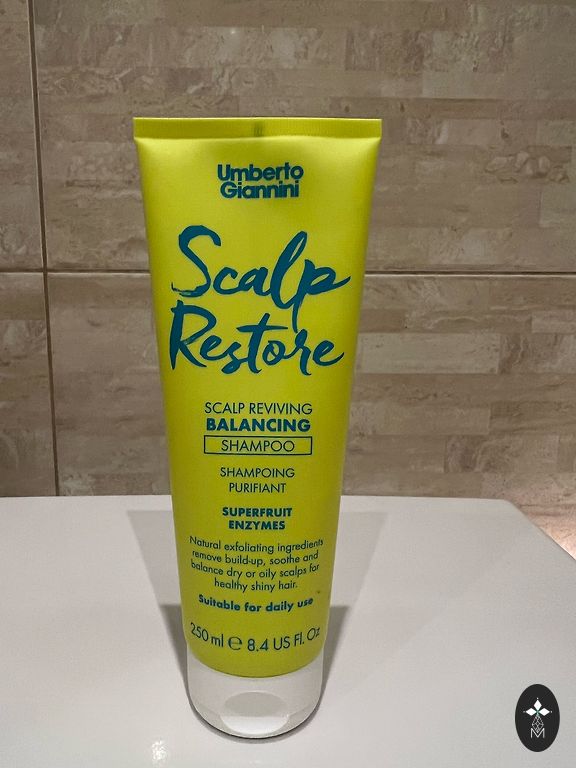 Umberto
Giannini
Scalp
Restore
SCALP REVIVING
BALANCING
SHAMPOO
SHAMPOING
PURIFIANT
SUPERFRUIT
ENZYMES
Natural exfoliating ingredients
remove build-up, soothe and
balance dry or oily scalps for
healthy shiny hair.
Suitable for daily use
250 ml ℮ 8.4 US Fl. Oz
M